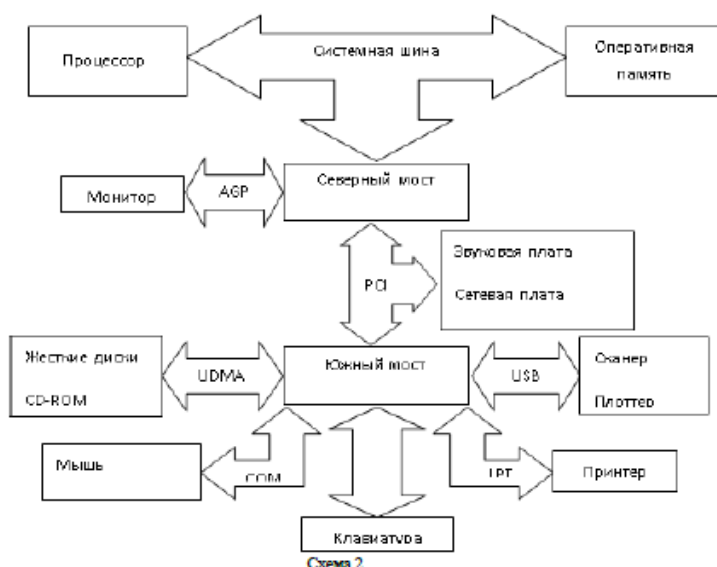 Процессор
Системная шина
Оперативная
память
Монитор
AGP
Северный мост
PCI
Звуковая плата
Сетевая плата
Жесткие диски
CD-ROM
UDMA
Южный мост
USB
Сканер
Плоттер
Мышь
COM
LPT
Принтер
Клавиатура
Схема 2